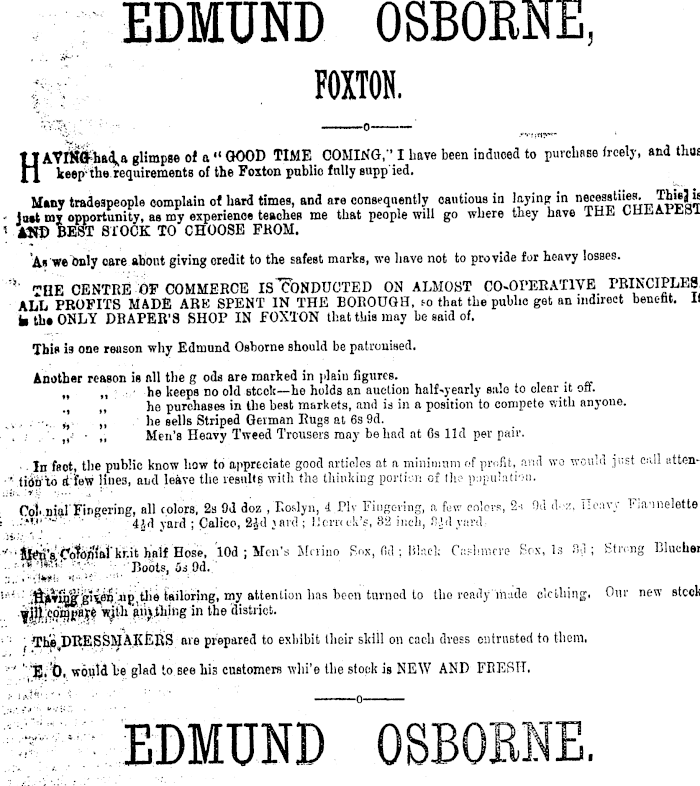 EDMUND OSBORNE,
FOXTON.
HAVING had a glimpse of a "GOOD TIME COMING," I have been induced to purchase freely, and thus
keep the requirements of the Foxton public fully supp ied.
Many tradespeople complain of hard times, and are consequently cautious in laying in necessties. This is
just my opportunity, as my experience teaches me that people will go where they have THE CHEAPEST
AND BEST STOCK TO CHOOSE FROM.
As we only care about giving credit to the safest marks, we have not to provide for heavy losses.
THE CENTRE OF COMMERCE IS CONDUCTED ON ALMOST CO-OPERATIVE PRINCIPLES
ALL PROFITS MADE ARE SPENT IN THE BOROUGH, so that the public get an indirect benefit. It
is the ONLY DRAPER'S SHOP IN FOXTON that this may be said of.
This is one reason why Edmund Osborne should be patronised.
Another reason is all the g ods are marked in plain figures.
,, ,, he keeps no old stock—he holds an auction half-yearly sale to clear it off.
,, ,, he purchases in the best markets, and is in a position to compete with anyone.
,, ,, he sells Striped German Rugs at 6s 9d.
,, ,, Men's Heavy Tweed Trousers may be had at 6s 11d per pair.
In fact, the public know how to appreciate good articles at a minimum of profit, and we would just call atten-
tion to a few lines, and leave the results with the thinking portion of the population.
Colonial Fingering, all colors, 2s 9d doz, Roslyn, 4 Ply Fingering, a few colors, 2s 9d doz. Heavy Flannelette
4½d yard; Calico, 2½d yard; Horrock's, 32 inch, yard
Men's Colonial knit half Hose, 10d; Men's Merino Sox, 6d; Black Cashmere Sox, 1s 3d; Strong Blucher
Boots, 5s 9d.
Having given up the tailoring, my attention has been turned to the ready made clothing. Our new stock
will compare with anything in the district.
The DRESSMAKERS are prepared to exhibit their skill on each dress entrusted to them.
E. O. would be glad to see his customers whi'e the stock is NEW AND FRESH.
EDMUND OSBORNE.